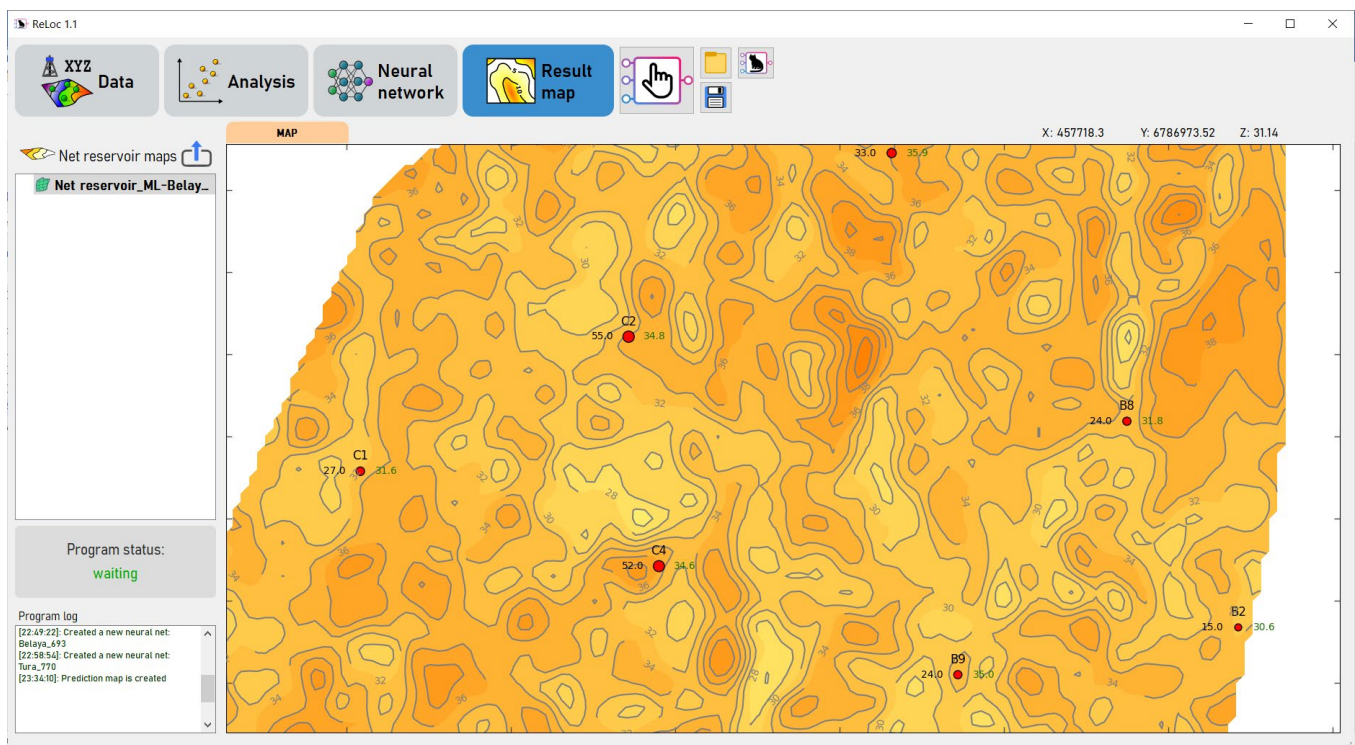 ReLoc 1.1
XYZ
Data
Analysis
Neural
network
Result
map
MAP
X: 457718.3 Y: 6786973.52 Z: 31.14
Net reservoir maps
Net reservoir_ML-Belay...
33.0 35.9
C2
55.0 34.8
B8
24.0 31.8
C1
27.0 31.6
C4
52.0 34.6
B2
15.0 30.6
B9
24.0 35.0
Program status:
waiting
Program log
[22:49:22]: Created a new neural net:
Belaya_693
[22:58:54]: Created a new neural net:
Tura_770
[23:34:10]: Prediction map is created